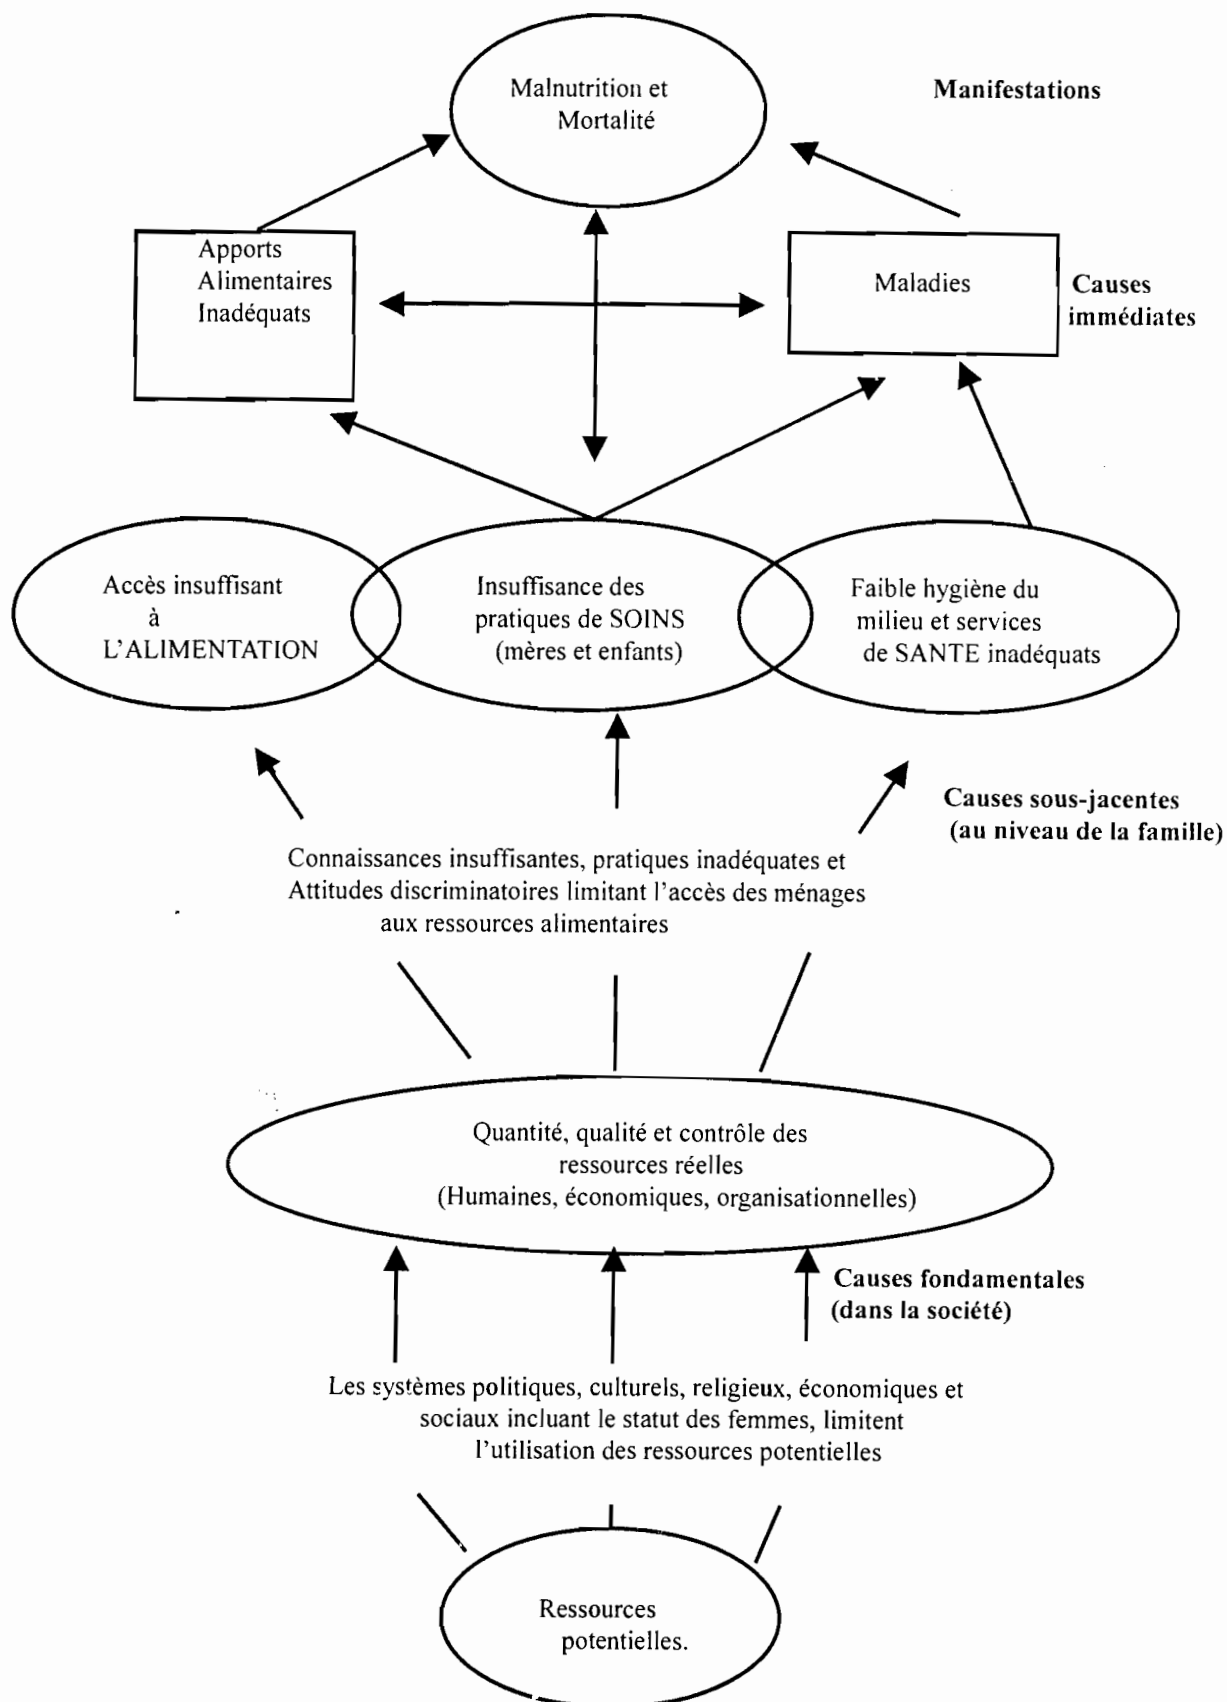 Malnutrition et
Mortalité
Manifestations
Apports
Alimentaires
Inadéquats
Maladies
Causes
immédiates
Accès insuffisant
à
L'ALIMENTATION
Insuffisance des
pratiques de SOINS
(mères et enfants)
Faible hygiène du
milieu et services
de SANTE inadéquats
Causes sous-jacentes
(au niveau de la famille)
Connaissances insuffisantes, pratiques inadéquates et
Attitudes discriminatoires limitant l'accès des ménages
aux ressources alimentaires
Quantité, qualité et contrôle des
ressources réelles
(Humaines, économiques, organisationnelles)
Causes fondamentales
(dans la société)
Les systèmes politiques, culturels, religieux, économiques et
sociaux incluant le statut des femmes, limitent
l'utilisation des ressources potentielles
Ressources
potentielles.